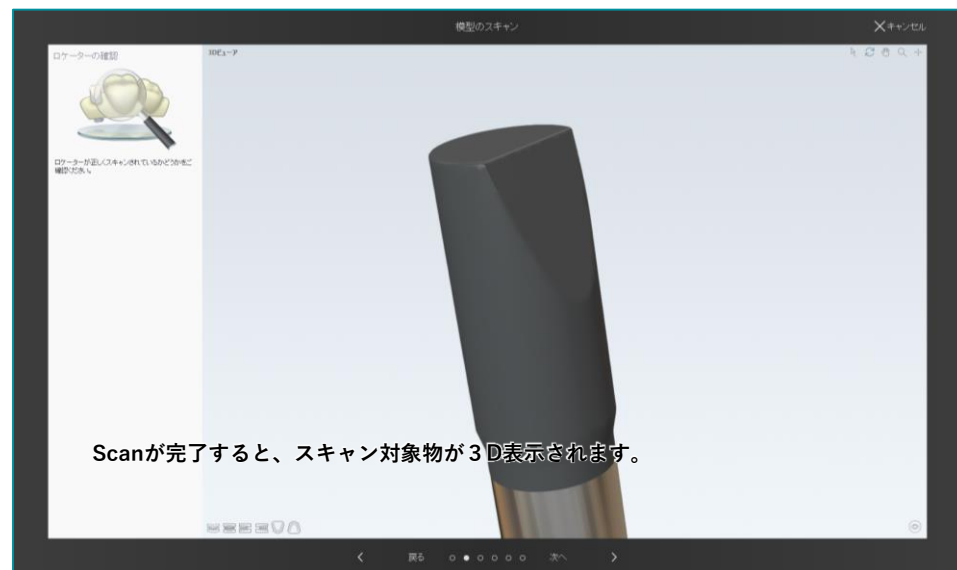 模型のスキャン
キャンセル
ロケーターの確認
3Dビューア
ロケーターが正しくスキャンされているかどうかをご
確認ください。
Scanが完了すると、スキャン対象物が３D表示されます。
戻る
次へ